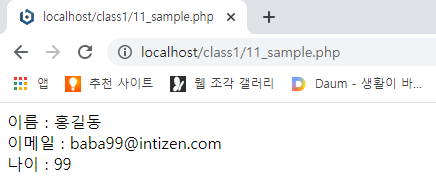 localhost/class1/11_sample.php
localhost/class1/11_sample.php
앱 추천 사이트 웹 조각 갤러리 Daum - 생활이 바...
이름 : 홍길동
이메일 : baba99@intizen.com
나이 : 99